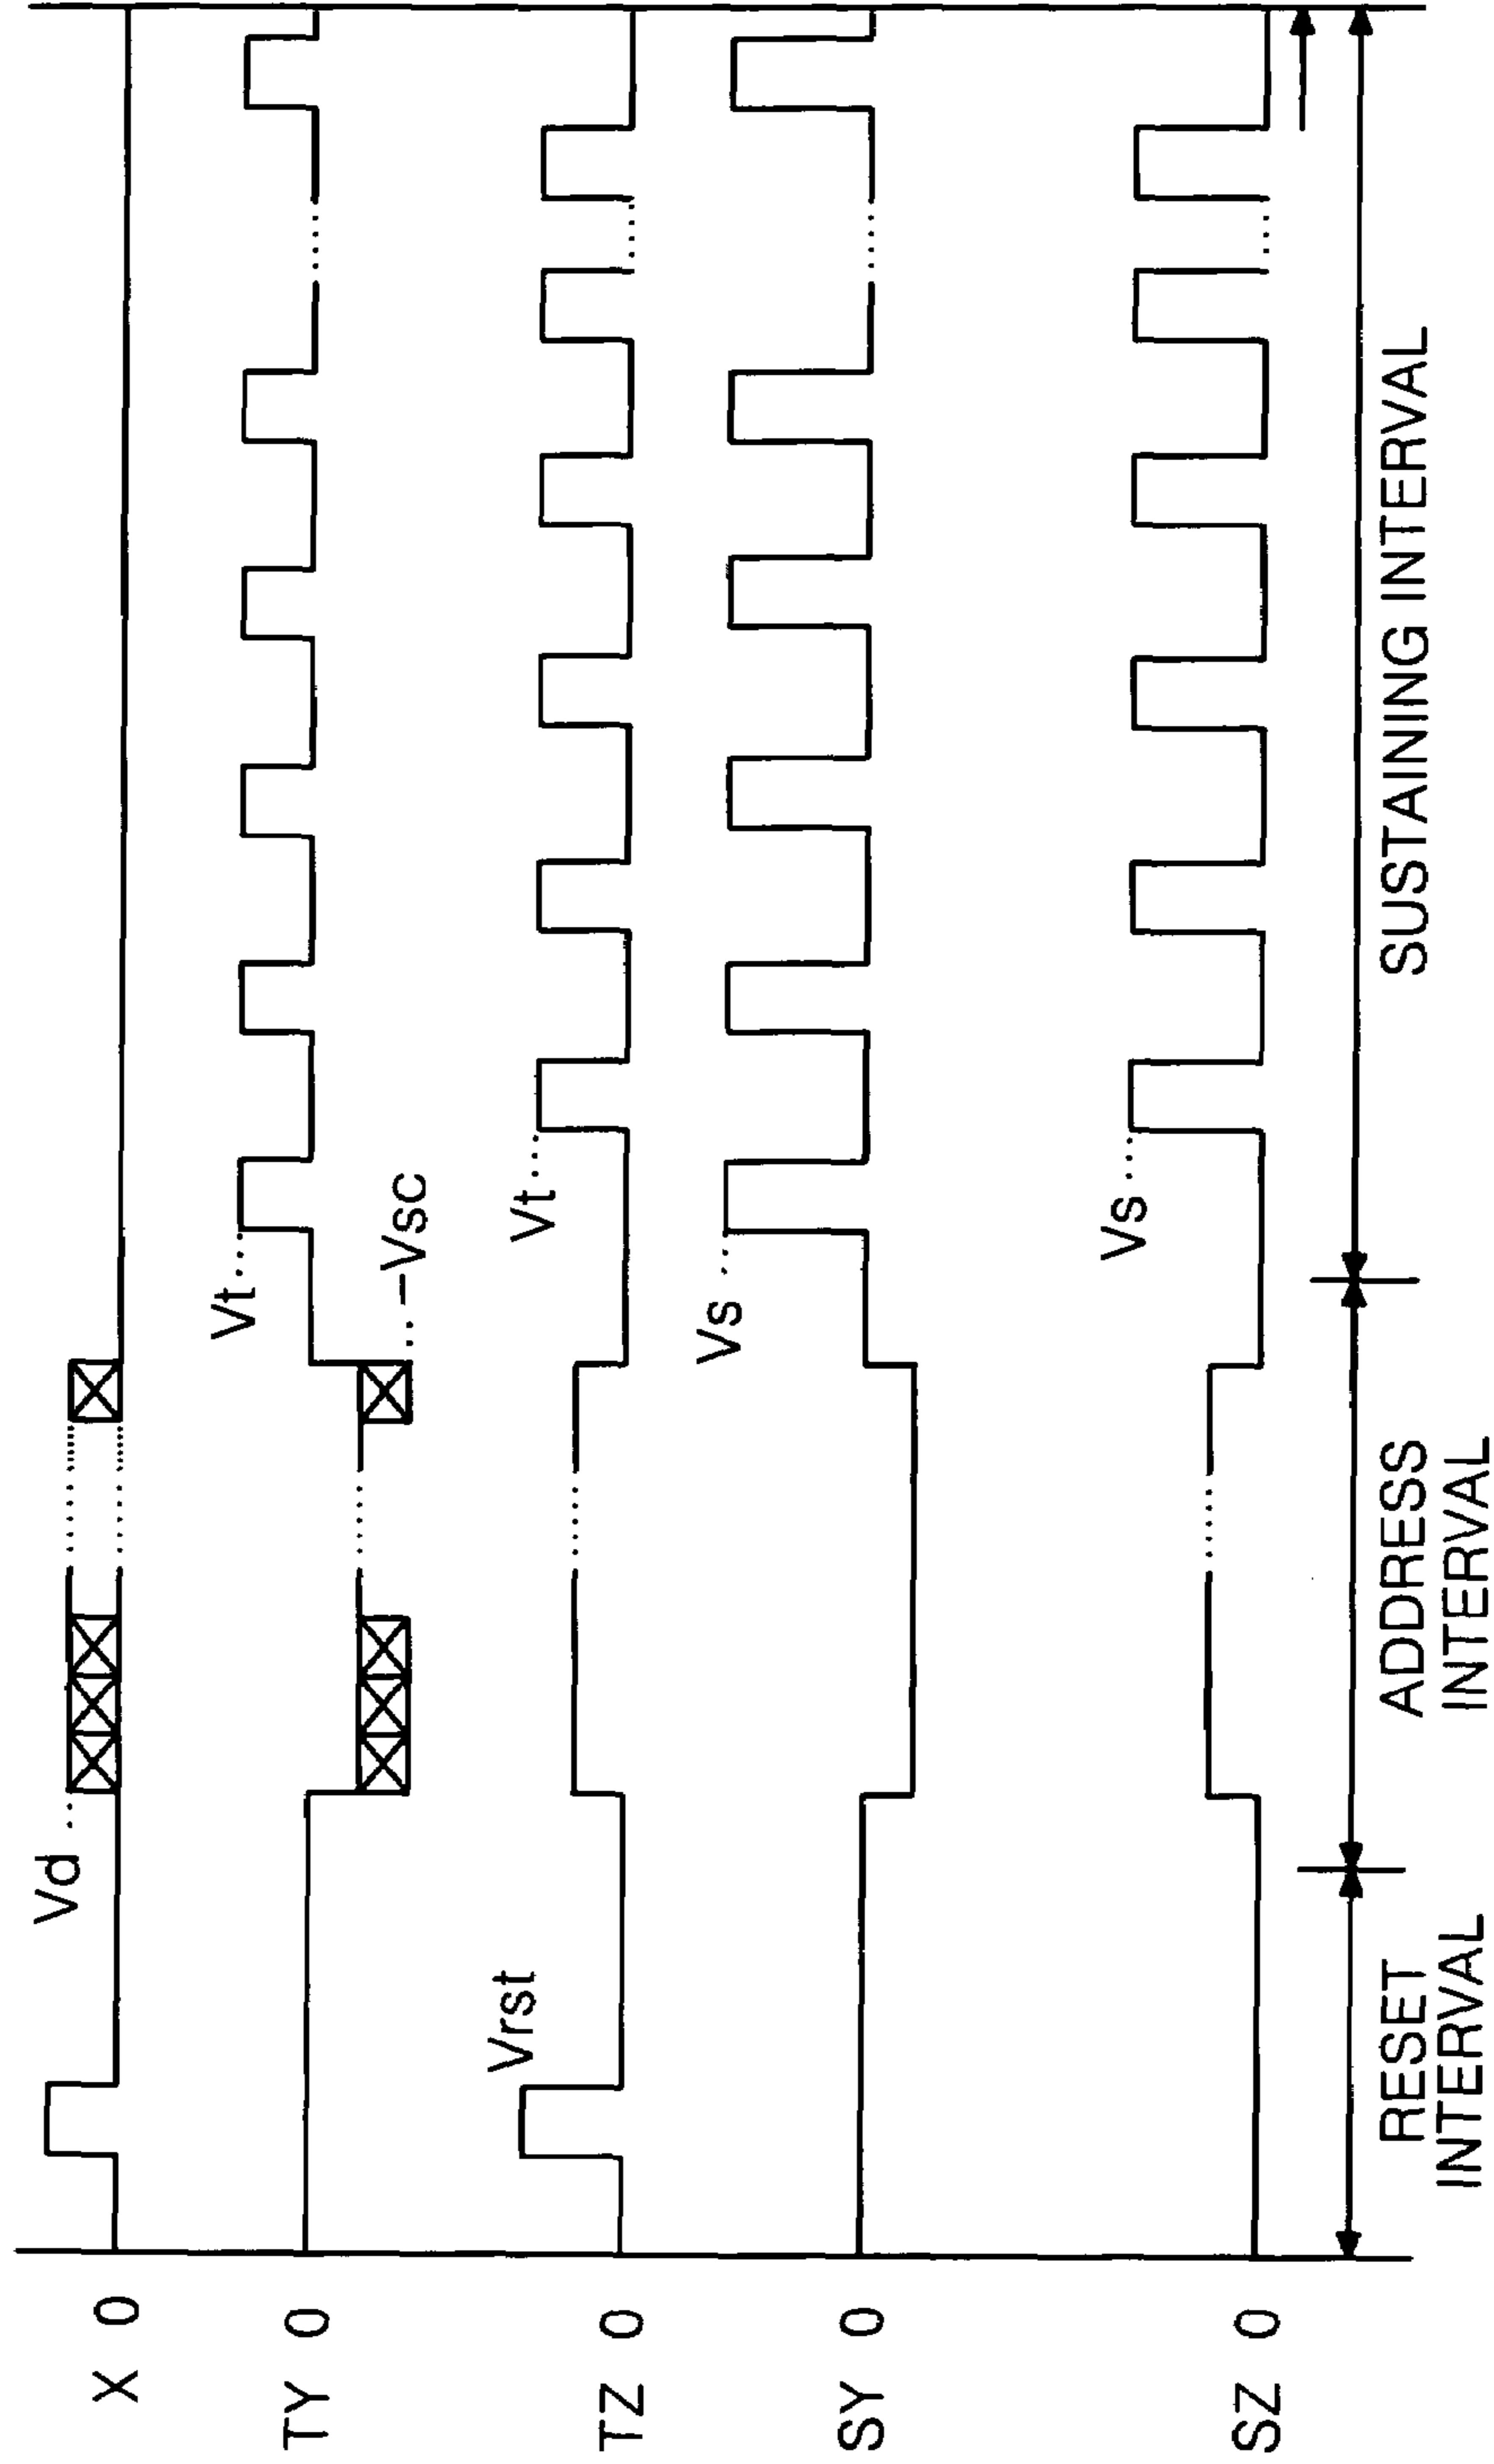 X 0
Vd
TY 0
Vt
−Vsc
TZ 0
Vrst
Vt
SY 0
Vs
SZ 0
Vs
RESET
INTERVAL
ADDRESS
INTERVAL
SUSTAINING INTERVAL